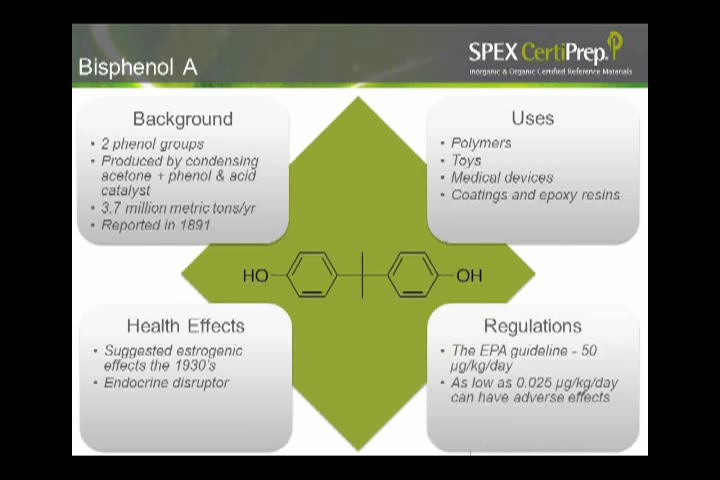 Bisphenol A
SPEX CertiPrep.
Inorganic & Organic Certified Reference Materials
Background
• 2 phenol groups
• Produced by condensing
acetone + phenol & acid
catalyst
• 3.7 million metric tons/yr
• Reported in 1891
Uses
• Polymers
• Toys
• Medical devices
• Coatings and epoxy resins
HO
OH
Health Effects
• Suggested estrogenic
effects the 1930's
• Endocrine disruptor
Regulations
• The EPA guideline - 50
µg/kg/day
• As low as 0.025 µg/kg/day
can have adverse effects